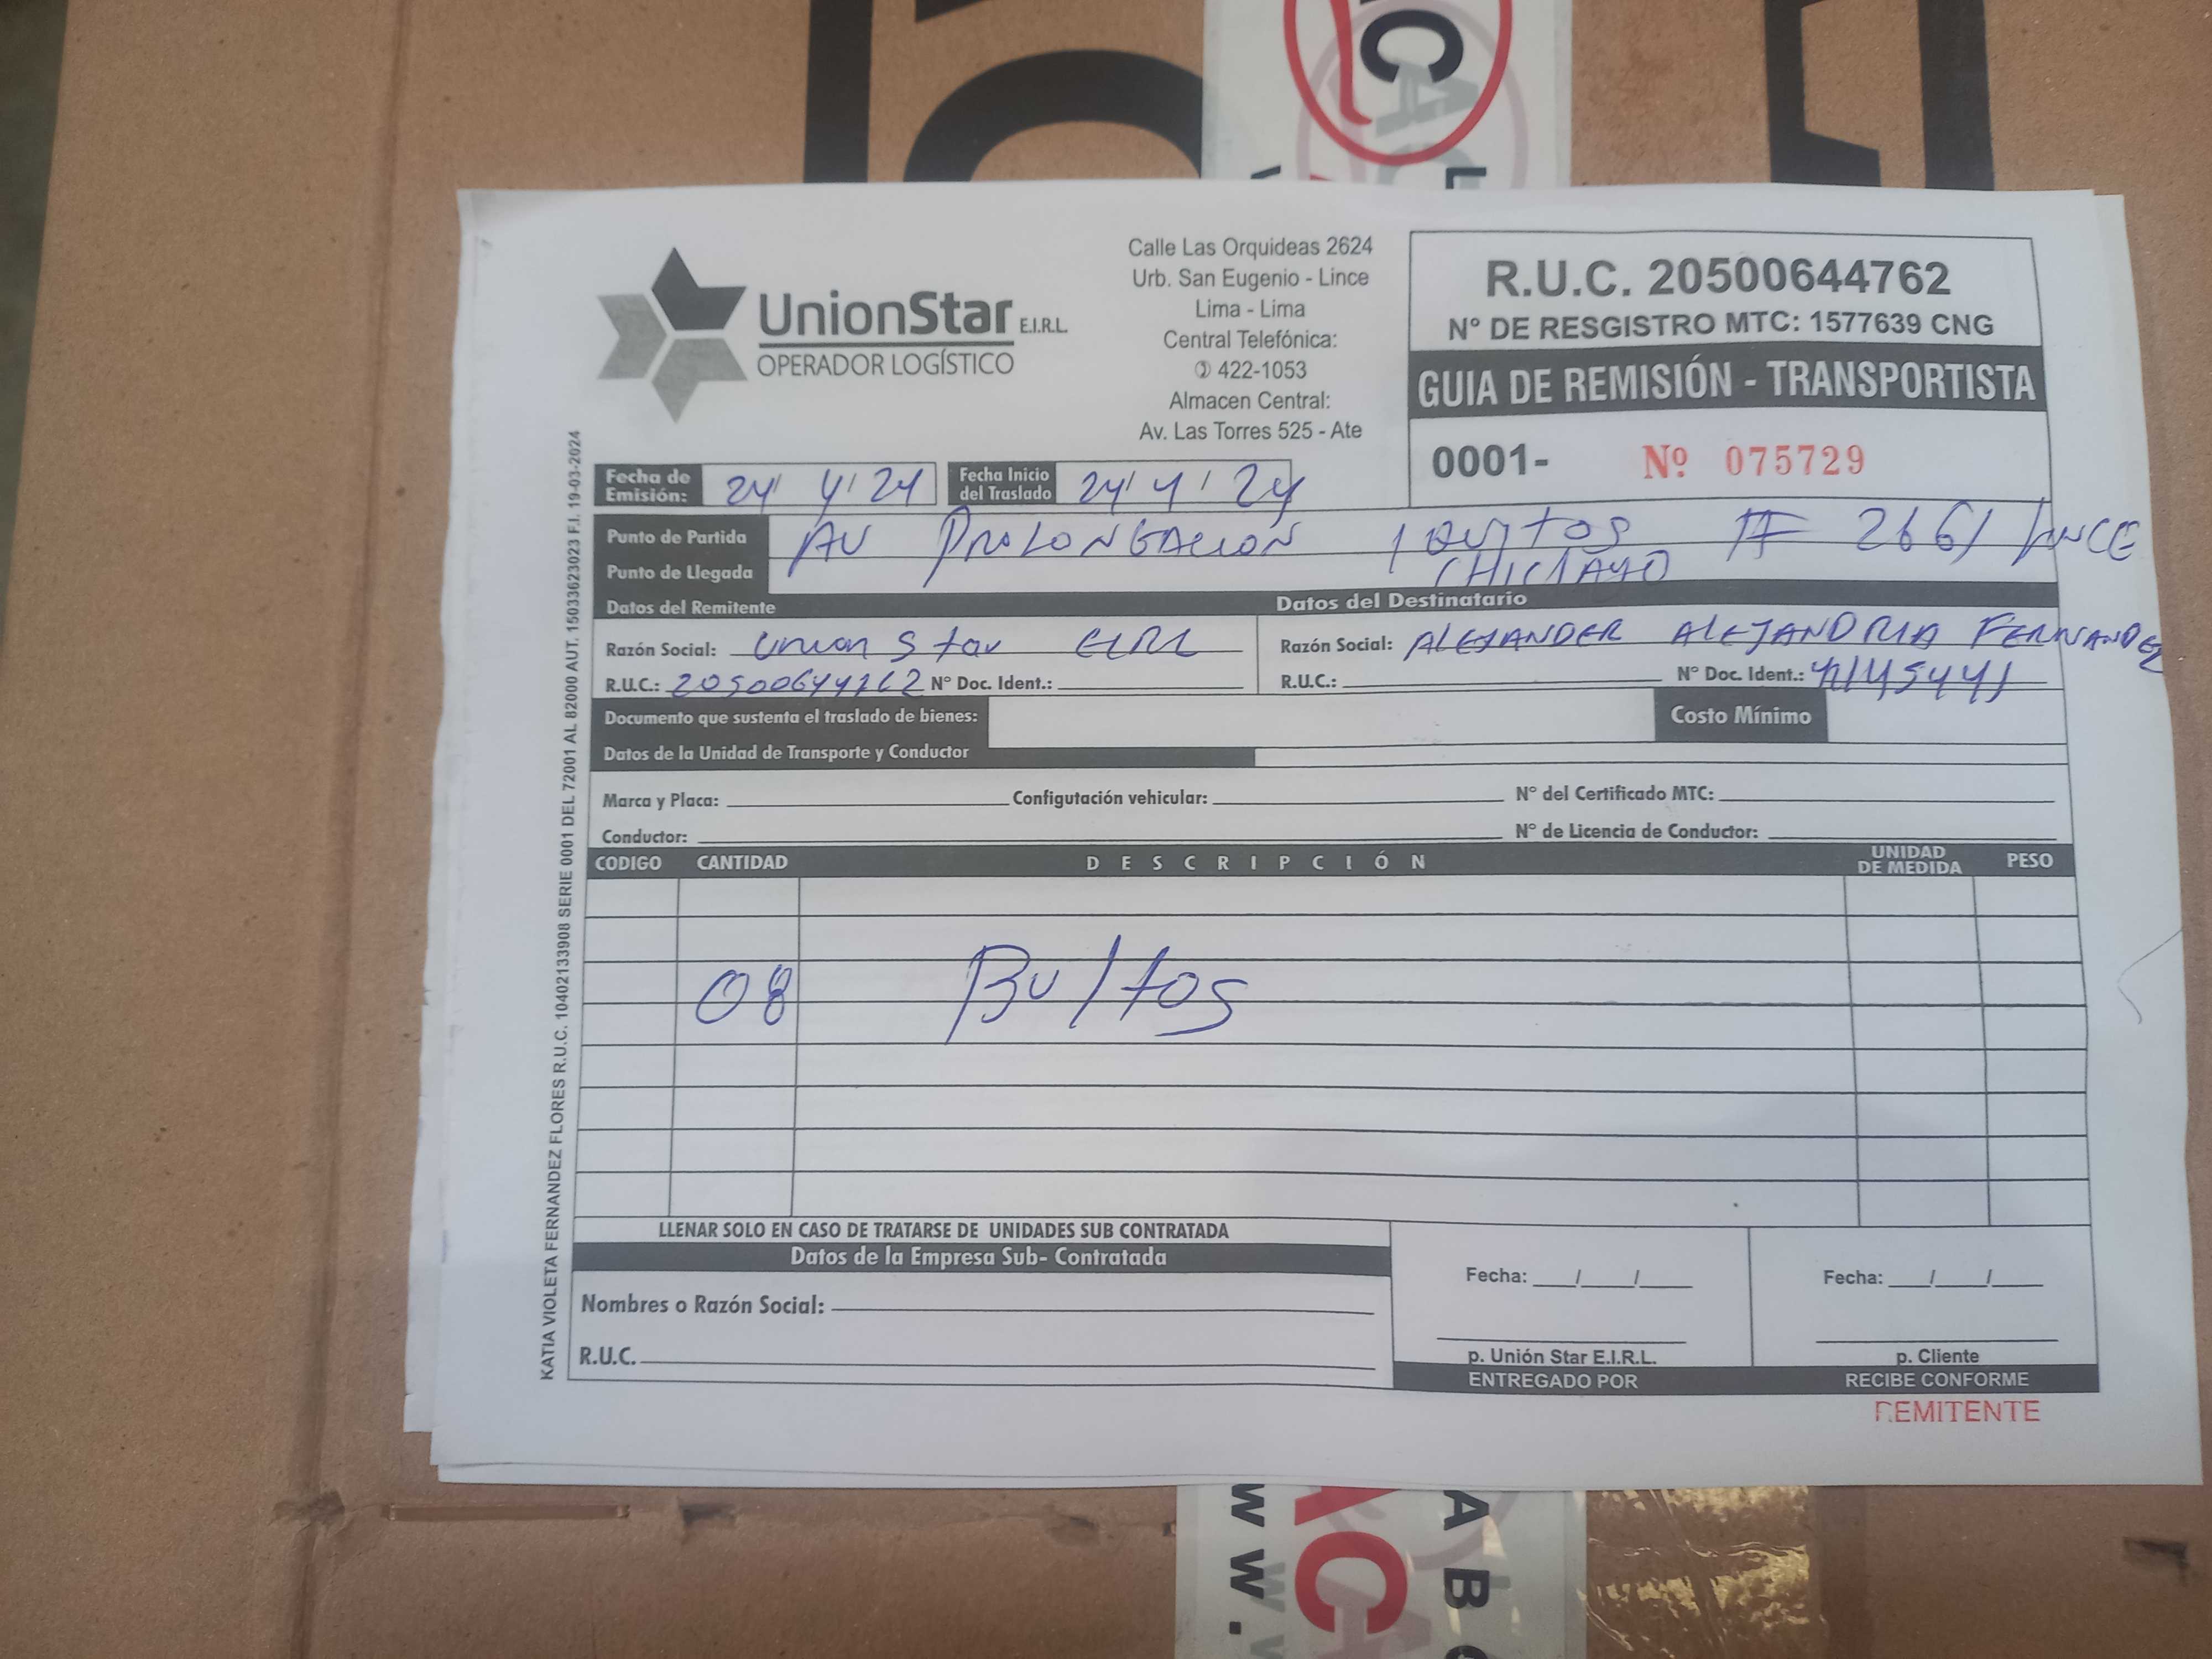 UnionStar E.I.R.L.
OPERADOR LOGÍSTICO
Calle Las Orquideas 2624
Urb. San Eugenio - Lince
Lima - Lima
Central Telefónica:
422-1053
Almacen Central:
Av. Las Torres 525 - Ate
R.U.C. 20500644762
N° DE RESGISTRO MTC: 1577639 CNG
GUIA DE REMISIÓN - TRANSPORTISTA
0001- Nº 075729
Fecha de Emisión: 24/ 4/ 24 Fecha Inicio del Traslado 24/ 4/ 24
Punto de Partida AV PROLONGACION IQUITOS # 2661 LINCE
Punto de Llegada CHICLAYO
Datos del Remitente Datos del Destinatario
Razón Social: Union Star EIRL Razón Social: ALEXANDER ALEJANDRIA FERNANDEZ
R.U.C.: 20500644762 N° Doc. Ident.: R.U.C.: N° Doc. Ident.:
Documento que sustenta el traslado de bienes: Costo Mínimo
Datos de la Unidad de Transporte y Conductor
Marca y Placa: Configutación vehicular: N° del Certificado MTC:
Conductor: N° de Licencia de Conductor:
CODIGO CANTIDAD DESCRIPCIÓN UNIDAD DE MEDIDA PESO
08 Bultos
LLENAR SOLO EN CASO DE TRATARSE DE UNIDADES SUB CONTRATADA
Datos de la Empresa Sub- Contratada
Nombres o Razón Social:
R.U.C.
Fecha: / / Fecha: / /
p. Unión Star E.I.R.L. p. Cliente
ENTREGADO POR RECIBE CONFORME
REMITENTE
KATIA VIOLETA FERNANDEZ FLORES R.U.C. 10402133908 SERIE 0001 DEL 72001 AL 82000 AUT. 15033623023 F.I. 19-03-2024